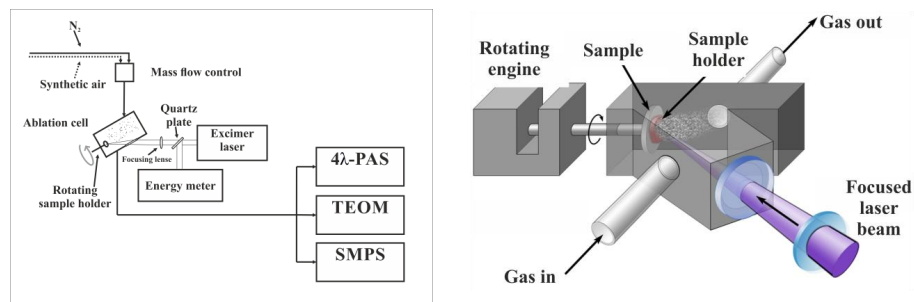 N₂
Synthetic air
Mass flow control
Ablation cell
Quartz
plate
Excimer
laser
Focusing lense
Energy meter
Rotating
sample holder
4λ-PAS
TEOM
SMPS
Gas out
Rotating
engine
Sample
Sample
holder
Focused
laser
beam
Gas in